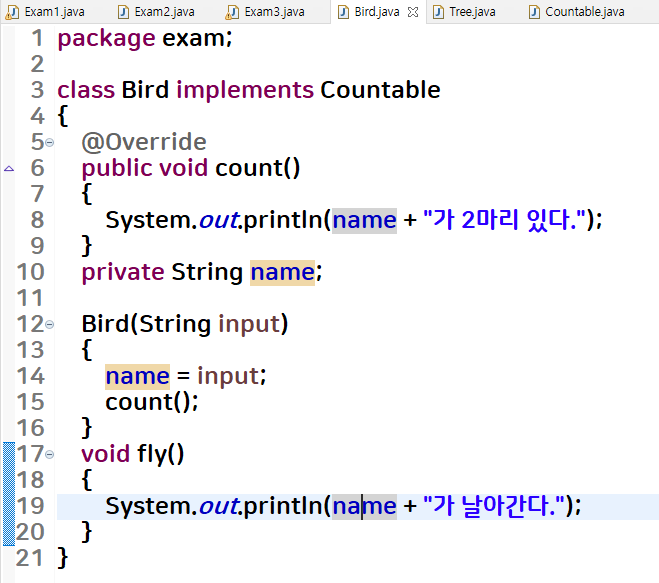 Exam1.java Exam2.java Exam3.java Bird.java Tree.java Countable.java
1 package exam;
2
3 class Bird implements Countable
4 {
5 @Override
6 public void count()
7 {
8 System.out.println(name + "가 2마리 있다.");
9 }
10 private String name;
11
12 Bird(String input)
13 {
14 name = input;
15 count();
16 }
17 void fly()
18 {
19 System.out.println(name + "가 날아간다.");
20 }
21 }